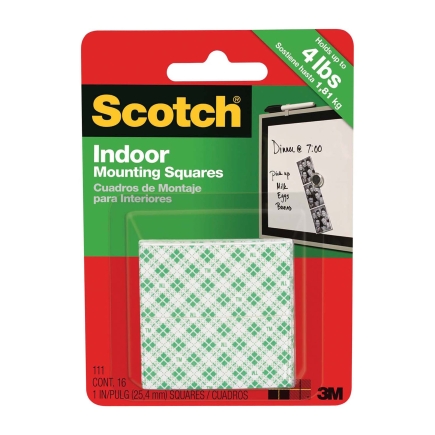 Holds up to
4 lbs
Sostiene hasta 1,81 kg
Scotch®
Indoor
Mounting Squares
Cuadros de Montaje
para Interiores
Dinner @ 7:00
pick up
Milk
Eggs
111
CONT. 16
1 IN/PULG (25,4 mm) SQUARES / CUADROS
3M